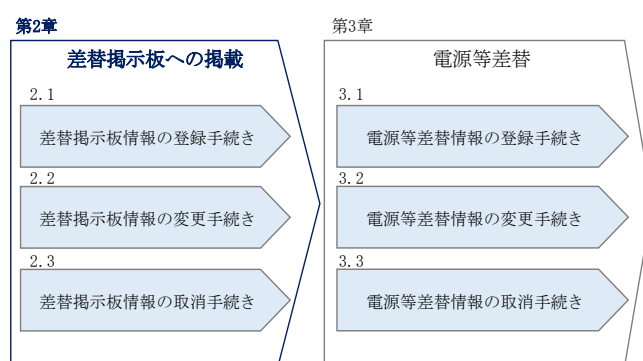 第2章
差替掲示板への掲載
2.1
差替掲示板情報の登録手続き
2.2
差替掲示板情報の変更手続き
2.3
差替掲示板情報の取消手続き
第3章
電源等差替
3.1
電源等差替情報の登録手続き
3.2
電源等差替情報の変更手続き
3.3
電源等差替情報の取消手続き